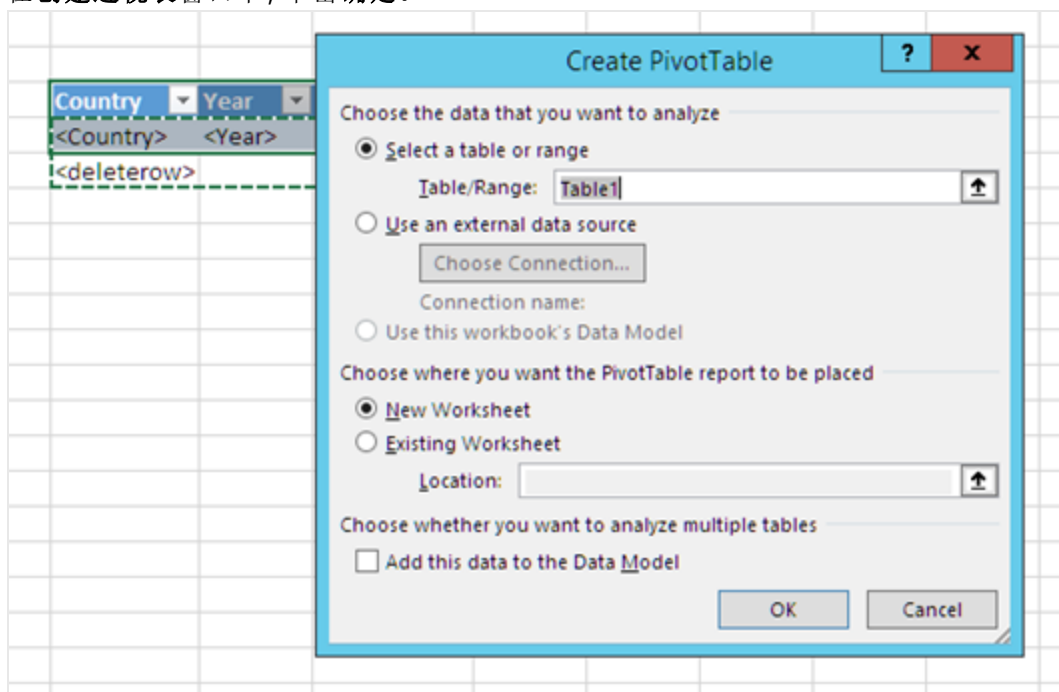 Create PivotTable
? x
Country Year
<Country> <Year>
<deleterow>
Choose the data that you want to analyze
Select a table or range
Table/Range: Table1
Use an external data source
Choose Connection...
Connection name:
Use this workbook's Data Model
Choose where you want the PivotTable report to be placed
New Worksheet
Existing Worksheet
Location:
Choose whether you want to analyze multiple tables
Add this data to the Data Model
OK Cancel